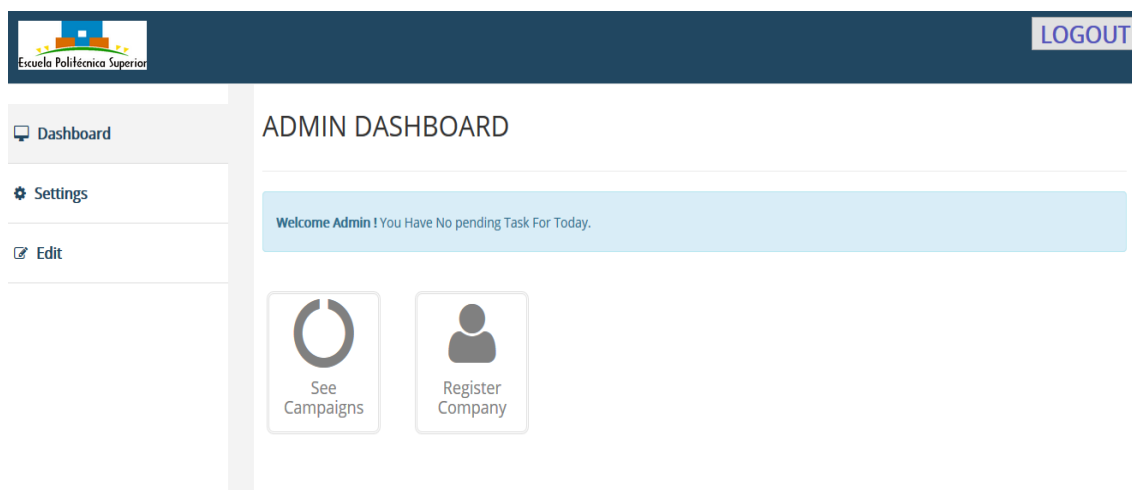 Escuela Politécnica Superior
LOGOUT
Dashboard
ADMIN DASHBOARD
Settings
Welcome Admin ! You Have No pending Task For Today.
Edit
See
Campaigns
Register
Company